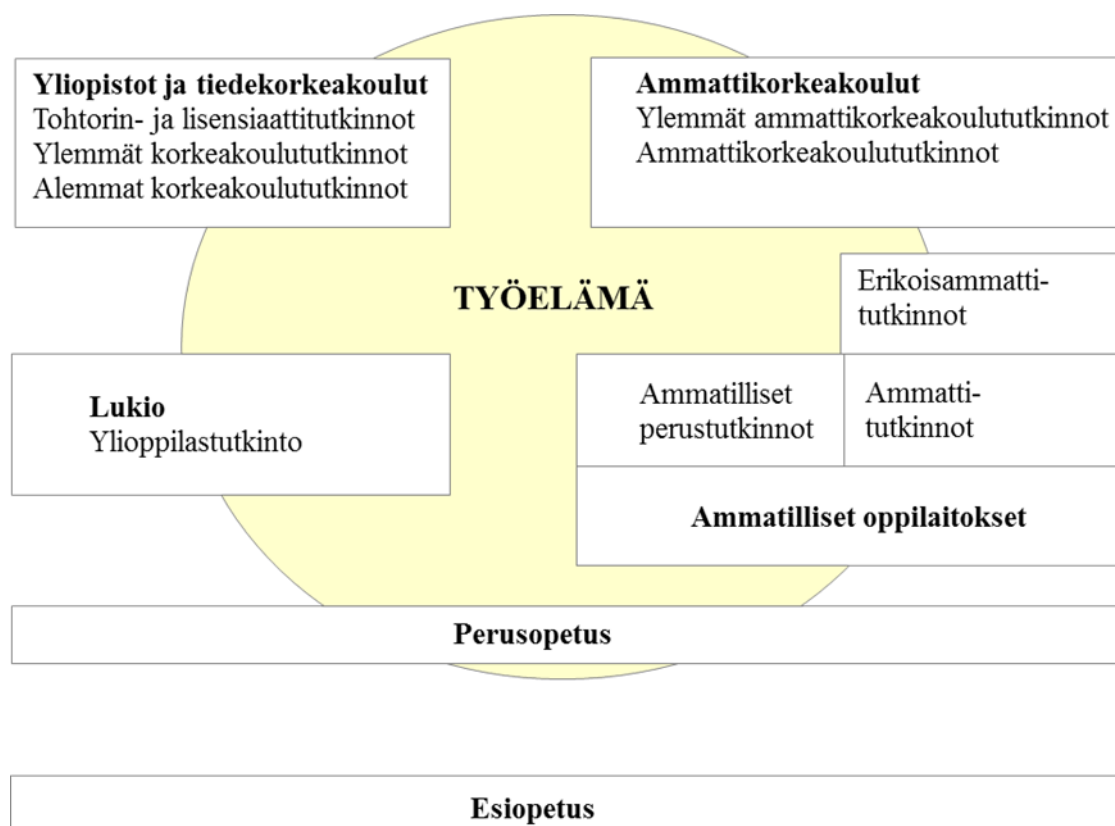 Yliopistot ja tiedekorkeakoulut
Tohtorin- ja lisensiaattitutkinnot
Ylemmät korkeakoulututkinnot
Alemmat korkeakoulututkinnot
Ammattikorkeakoulut
Ylemmät ammattikorkeakoulututkinnot
Ammattikorkeakoulututkinnot
TYÖELÄMÄ
Erikoisammatti-
tutkinnot
Lukio
Ylioppilastutkinto
Ammatilliset
perustutkinnot
Ammatti-
tutkinnot
Ammatilliset oppilaitokset
Perusopetus
Esiopetus